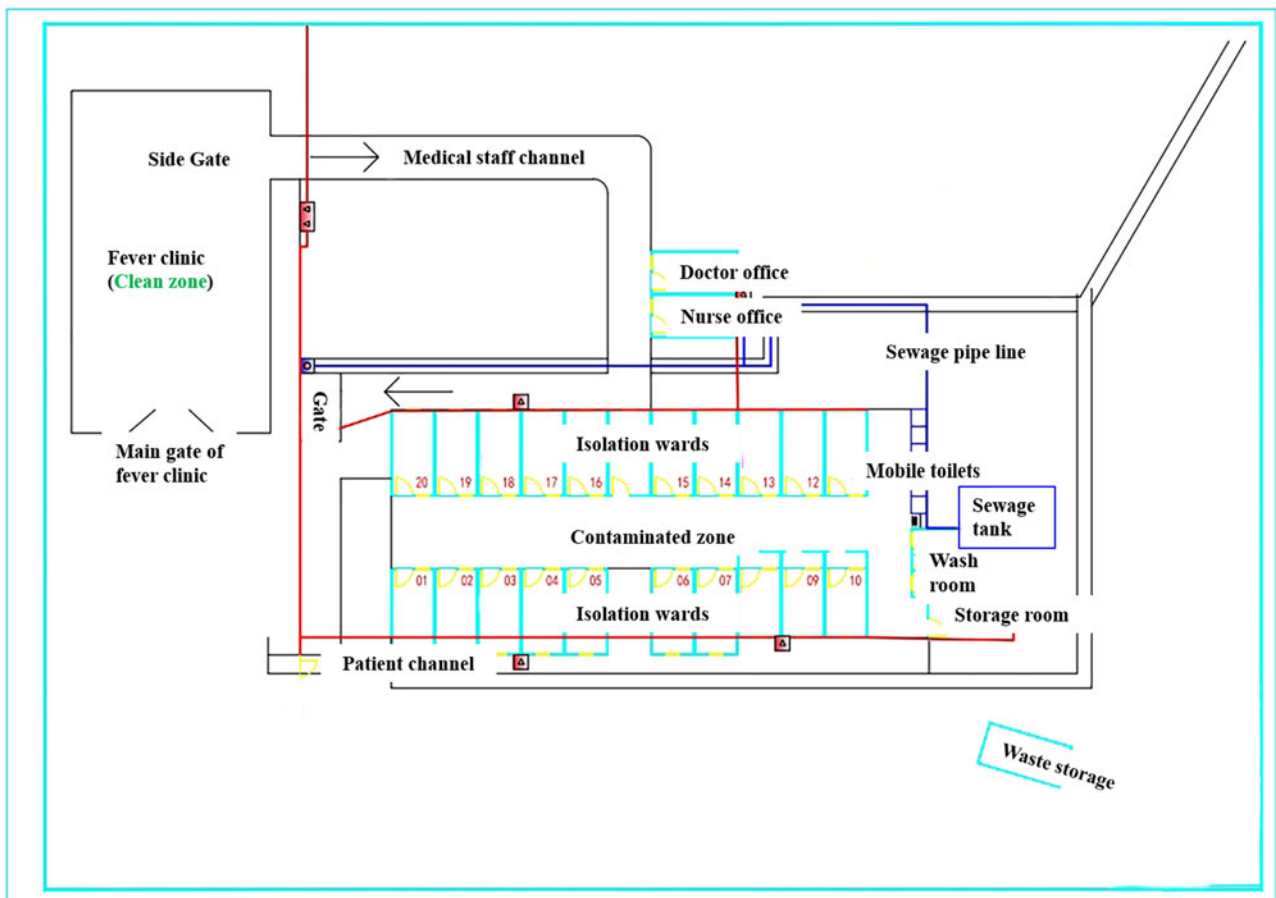 Side Gate
Medical staff channel
Fever clinic
(Clean zone)
Doctor office
Nurse office
Sewage pipe line
Gate
Main gate of
fever clinic
Isolation wards
Mobile toilets
20 19 18 17 16 15 14 13 12
Sewage
tank
Contaminated zone
Wash
room
01 02 03 04 05 06 07 09 10
Isolation wards
Storage room
Patient channel
Waste storage